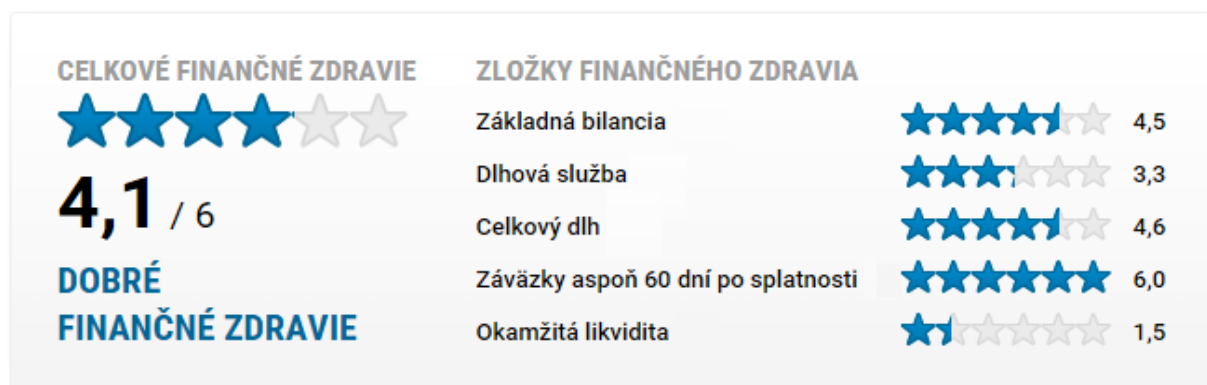 CELKOVÉ FINANČNÉ ZDRAVIE
4,1 / 6
DOBRÉ
FINANČNÉ ZDRAVIE
ZLOŽKY FINANČNÉHO ZDRAVIA
Základná bilancia 4,5
Dlhová služba 3,3
Celkový dlh 4,6
Záväzky aspoň 60 dní po splatnosti 6,0
Okamžitá likvidita 1,5